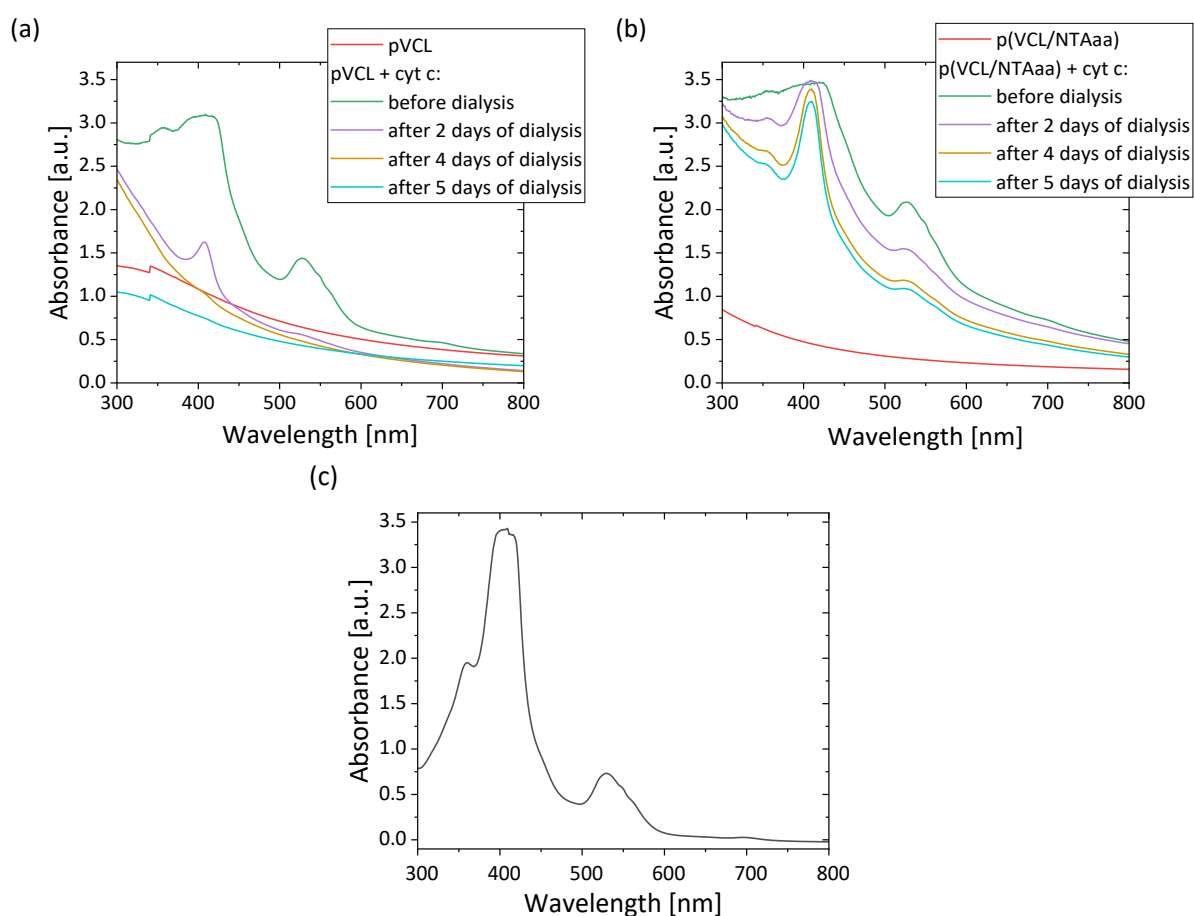 (a)
pVCL
pVCL + cyt c:
before dialysis
after 2 days of dialysis
after 4 days of dialysis
after 5 days of dialysis
3.5
3.0
2.5
2.0
1.5
1.0
0.5
0.0
Absorbance [a.u.]
300 400 500 600 700 800
Wavelength [nm]
(b)
p(VCL/NTAaa)
p(VCL/NTAaa) + cyt c:
before dialysis
after 2 days of dialysis
after 4 days of dialysis
after 5 days of dialysis
3.5
3.0
2.5
2.0
1.5
1.0
0.5
0.0
Absorbance [a.u.]
300 400 500 600 700 800
Wavelength [nm]
(c)
3.5
3.0
2.5
2.0
1.5
1.0
0.5
0.0
Absorbance [a.u.]
300 400 500 600 700 800
Wavelength [nm]